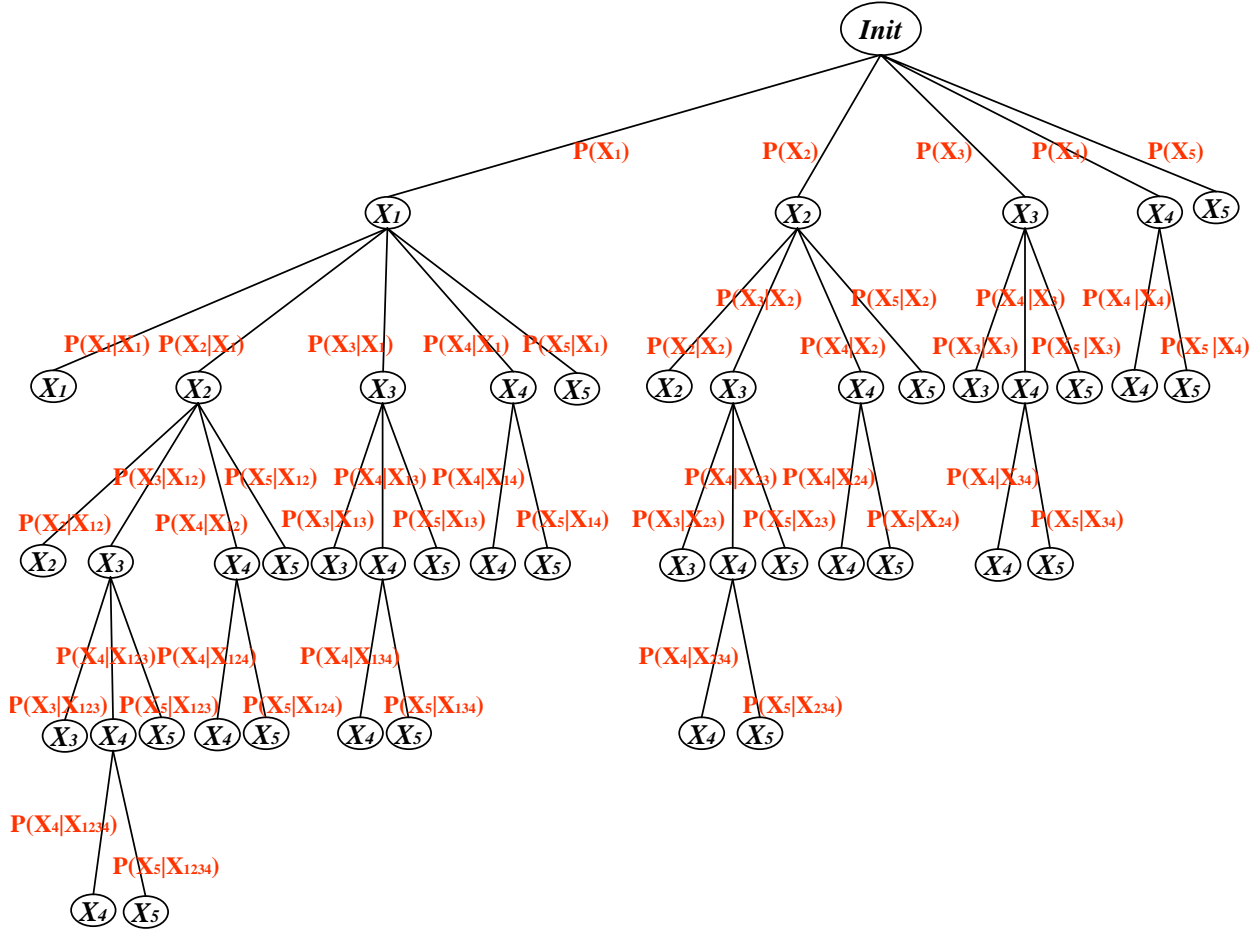 Init
P(X1) P(X2) P(X3) P(X4) P(X5)
X1 X2 X3 X4 X5
P(X3|X2) P(X5|X2) P(X4|X3) P(X4|X4)
P(X1|X1) P(X2|X1) P(X3|X1) P(X4|X1) P(X5|X1) P(X2|X2) P(X4|X2) P(X3|X3) P(X5|X3) P(X5|X4)
X1 X2 X3 X4 X5 X2 X3 X4 X5 X3 X4 X5 X4 X5
P(X3|X12) P(X5|X12) P(X4|X13) P(X4|X14) P(X4|X23) P(X4|X24) P(X4|X34)
P(X2|X12) P(X4|X12) P(X3|X13) P(X5|X13) P(X5|X14) P(X3|X23) P(X5|X23) P(X5|X24) P(X5|X34)
X2 X3 X4 X5 X3 X4 X5 X4 X5 X3 X4 X5 X4 X5 X4 X5
P(X4|X123) P(X4|X124) P(X4|X134) P(X4|X234)
P(X3|X123) P(X5|X123) P(X5|X124) P(X5|X134) P(X5|X234)
X3 X4 X5 X4 X5 X4 X5 X4 X5
P(X4|X1234)
P(X5|X1234)
X4 X5